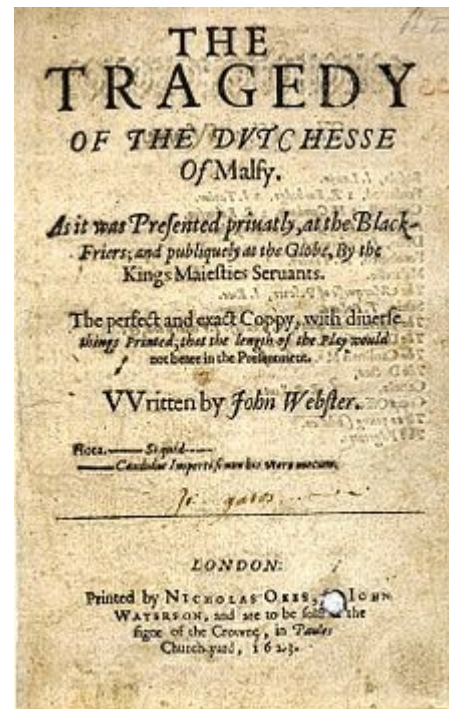 THE
TRAGEDY
OF THE DVTCHESSE
Of Malfy.
As it was Preſented priuatly, at the Black-
Friers; and publiquely at the Globe, By the
Kings Maieſties Seruants.
The perfect and exact Coppy, with diuerſe
things Printed, that the length of the Play would
not beare in the Preſentment.
VVritten by John Webſter.
Hora.——Si quid----
——Candidus Imperti ſi non his vtere mecum.
LONDON:
Printed by NICHOLAS OKES, IOHN
WATERSON, and are to be ſold the
ſigne of the Crowne, in Paules
Church-yard, 1623.